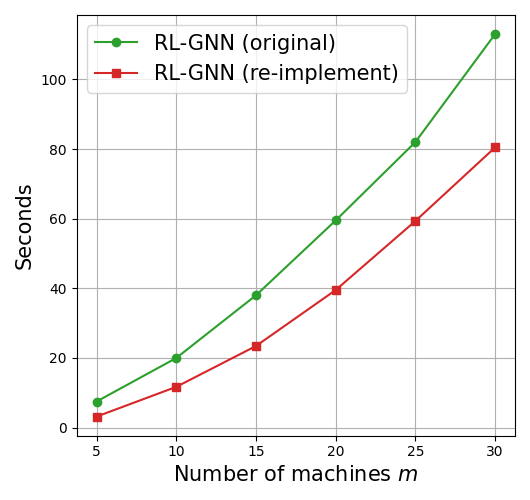 RL-GNN (original)
RL-GNN (re-implement)
Seconds
100
80
60
40
20
0
5 10 15 20 25 30
Number of machines m